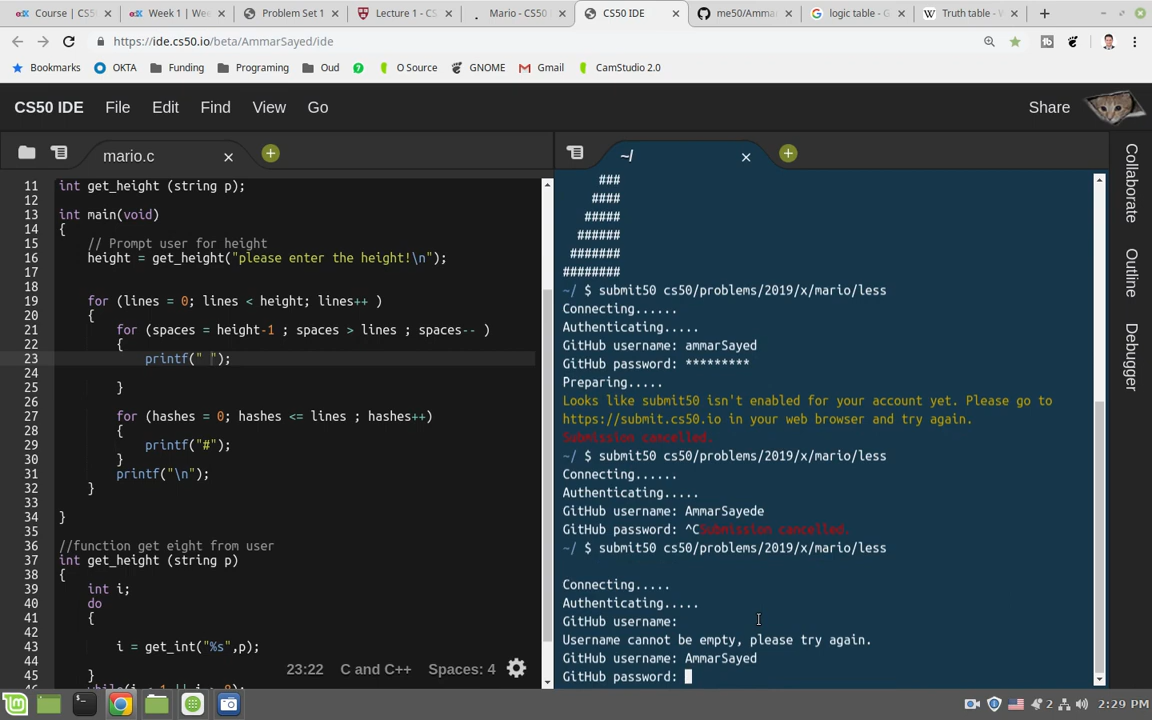 Course | CS50
Week 1 | Wee
Problem Set 1
Lecture 1 - CS
Mario - CS50
CS50 IDE
me50/Ammar
logic table - G
Truth table - W
https://ide.cs50.io/beta/AmmarSayed/ide
Bookmarks OKTA Funding Programing Oud O Source GNOME Gmail CamStudio 2.0
CS50 IDE File Edit Find View Go Share
mario.c
11 int get_height (string p);
12
13 int main(void)
14 {
15 // Prompt user for height
16 height = get_height("please enter the height!\n");
17
18
19 for (lines = 0; lines < height; lines++ )
20 {
21 for (spaces = height-1 ; spaces > lines ; spaces-- )
22 {
23 printf(" ");
24
25 }
26
27 for (hashes = 0; hashes <= lines ; hashes++)
28 {
29 printf("#");
30 }
31 printf("\n");
32 }
33
34 }
35
36 //function get eight from user
37 int get_height (string p)
38 {
39 int i;
40 do
41 {
42
43 i = get_int("%s",p);
44
45 }
23:22 C and C++ Spaces: 4
~/
###
####
#####
######
#######
########
~/ $ submit50 cs50/problems/2019/x/mario/less
Connecting......
Authenticating.....
GitHub username: ammarSayed
GitHub password: *********
Preparing.....
Looks like submit50 isn't enabled for your account yet. Please go to
https://submit.cs50.io in your web browser and try again.
Submission cancelled.
~/ $ submit50 cs50/problems/2019/x/mario/less
Connecting......
Authenticating.....
GitHub username: AmmarSayede
GitHub password: ^CSubmission cancelled.
~/ $ submit50 cs50/problems/2019/x/mario/less
Connecting.....
Authenticating.....
GitHub username:
Username cannot be empty, please try again.
GitHub username: AmmarSayed
GitHub password:
Collaborate
Outline
Debugger
2 2:29 PM